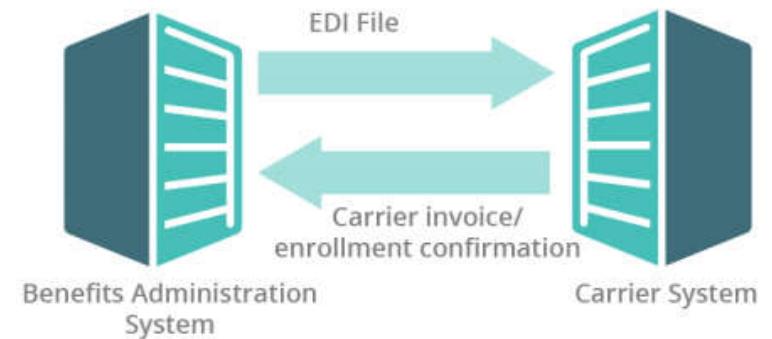 EDI File
Carrier invoice/
enrollment confirmation
Benefits Administration
System
Carrier System